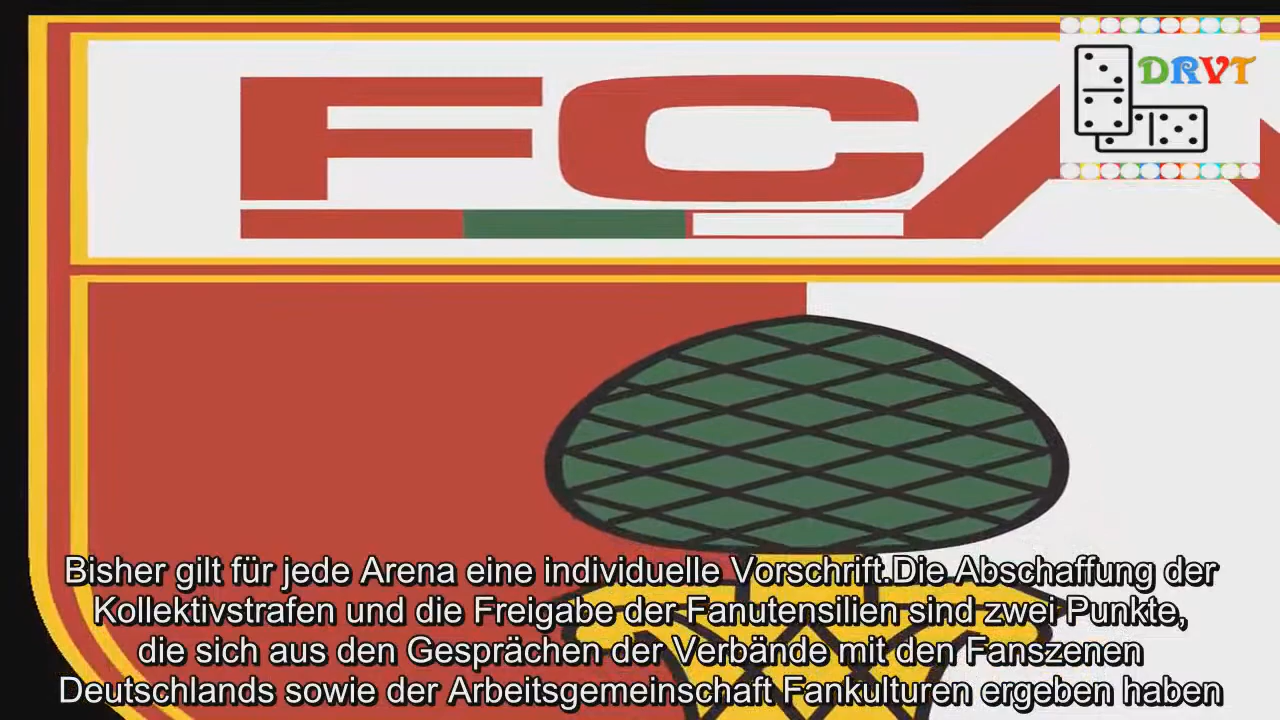 FCA
DRVT
Bisher gilt für jede Arena eine individuelle Vorschrift.Die Abschaffung der
Kollektivstrafen und die Freigabe der Fanutensilien sind zwei Punkte,
die sich aus den Gesprächen der Verbände mit den Fanszenen
Deutschlands sowie der Arbeitsgemeinschaft Fankulturen ergeben haben